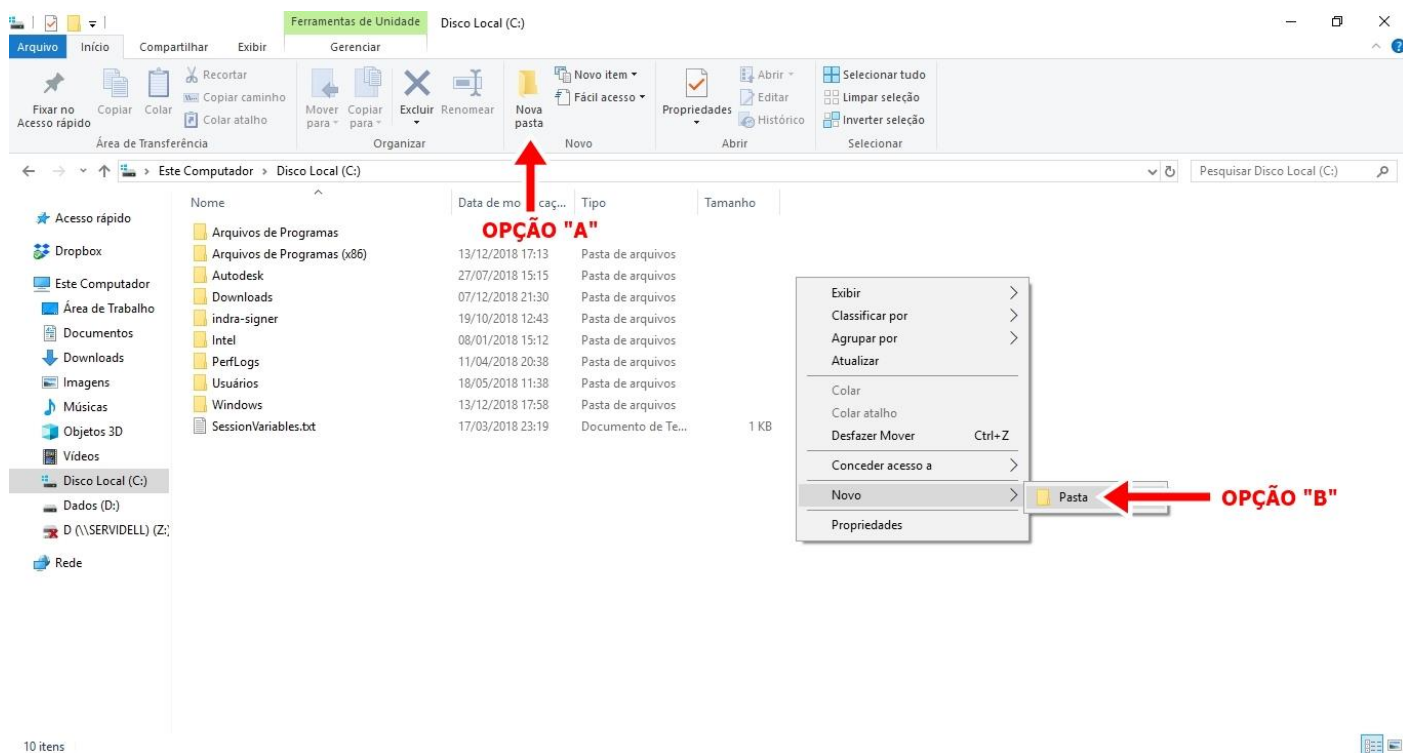 Ferramentas de Unidade
Disco Local (C:)
Arquivo Início Compartilhar Exibir Gerenciar
Fixar no
Acesso rápido
Copiar
Colar
Recortar
Copiar caminho
Colar atalho
Área de Transferência
Mover
para
Copiar
para
Excluir
Renomear
Organizar
Nova
pasta
Novo item
Fácil acesso
Novo
Propriedades
Abrir
Editar
Histórico
Abrir
Selecionar tudo
Limpar seleção
Inverter seleção
Selecionar
Este Computador > Disco Local (C:)
Pesquisar Disco Local (C:)
Acesso rápido
Dropbox
Este Computador
Área de Trabalho
Documentos
Downloads
Imagens
Músicas
Objetos 3D
Vídeos
Disco Local (C:)
Dados (D:)
D (\\SERVIDELL) (Z:)
Rede
Nome Data de mo caç... Tipo Tamanho
OPÇÃO "A"
Arquivos de Programas
Arquivos de Programas (x86) 13/12/2018 17:13 Pasta de arquivos
Autodesk 27/07/2018 15:15 Pasta de arquivos
Downloads 07/12/2018 21:30 Pasta de arquivos
indra-signer 19/10/2018 12:43 Pasta de arquivos
Intel 08/01/2018 15:12 Pasta de arquivos
PerfLogs 11/04/2018 20:38 Pasta de arquivos
Usuários 18/05/2018 11:38 Pasta de arquivos
Windows 13/12/2018 17:58 Pasta de arquivos
SessionVariables.txt 17/03/2018 23:19 Documento de Te... 1 KB
Exibir
Classificar por
Agrupar por
Atualizar
Colar
Colar atalho
Desfazer Mover Ctrl+Z
Conceder acesso a
Novo
Propriedades
Pasta
OPÇÃO "B"
10 itens